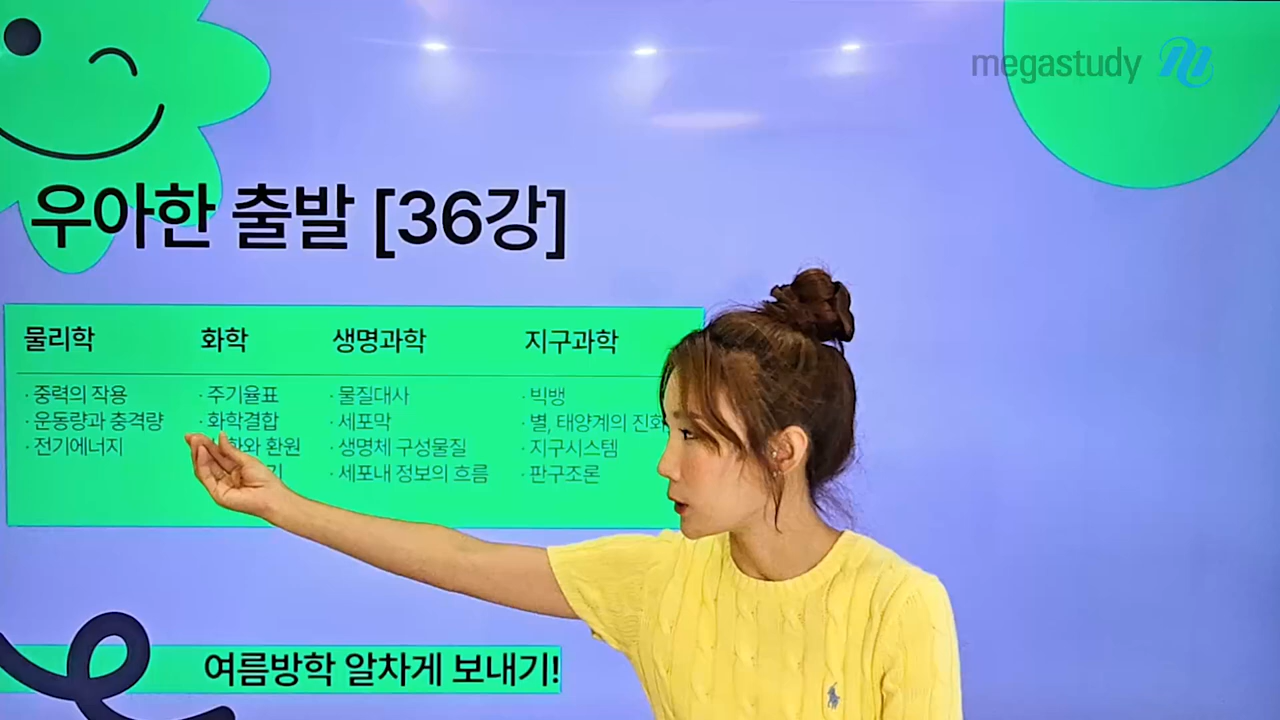 megastudy
우아한 출발 [36강]
물리학 화학 생명과학 지구과학
· 중력의 작용 · 주기율표 · 물질대사 · 빅뱅
· 운동량과 충격량 · 화학결합 · 세포막 · 별, 태양계의 진화
· 전기에너지 환원 · 생명체 구성물질 · 지구시스템
· 세포내 정보의 흐름 · 판구조론
여름방학 알차게 보내기!